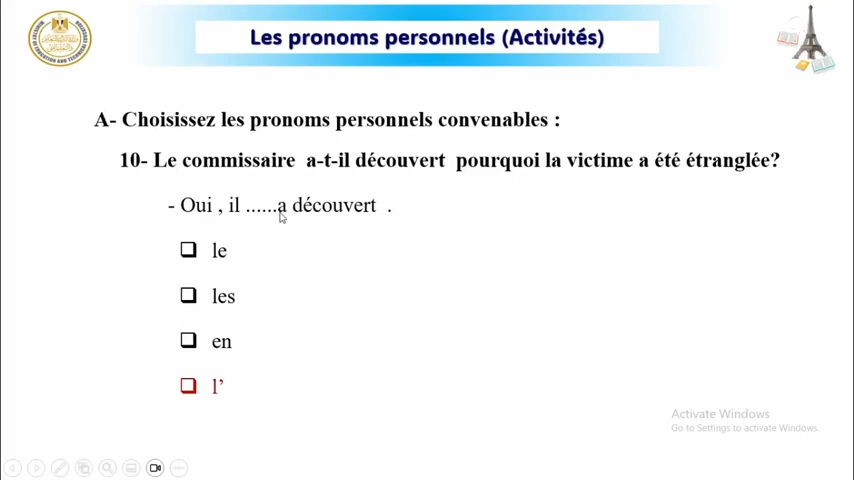 Les pronoms personnels (Activités)
A- Choisissez les pronoms personnels convenables :
10- Le commissaire a-t-il découvert pourquoi la victime a été étranglée?
- Oui , il ......a découvert .
le
les
en
l’
Activate Windows
Go to Settings to activate Windows.